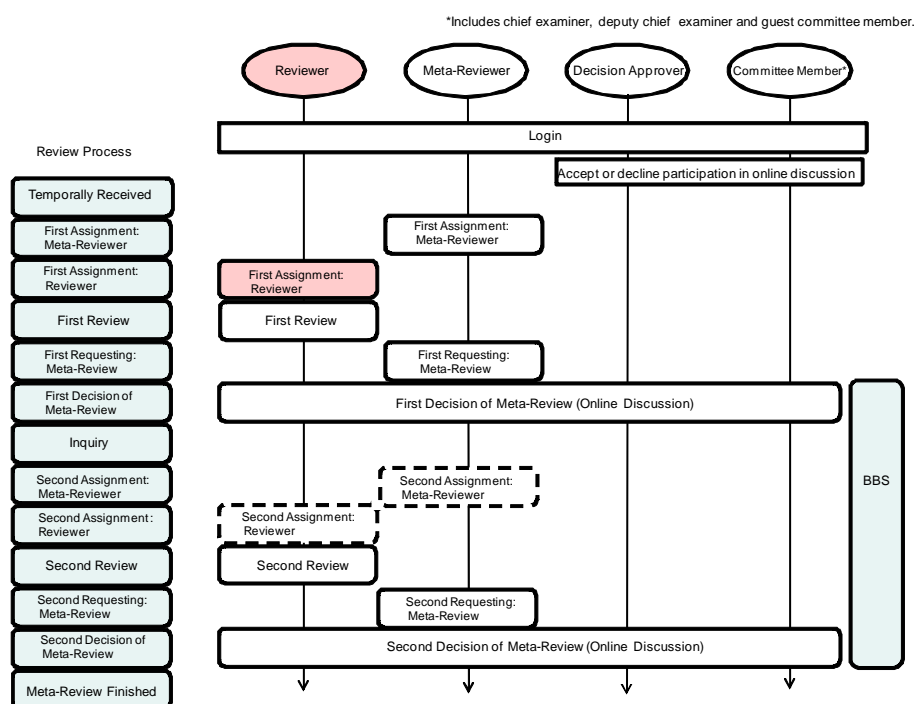 *Includes chief examiner, deputy chief examiner and guest committee member.
Reviewer
Meta-Reviewer
Decision Approver
Committee Member*
Login
Review Process
Accept or decline participation in online discussion
Temporally Received
First Assignment:
Meta-Reviewer
First Assignment:
Meta-Reviewer
First Assignment:
Reviewer
First Assignment:
Reviewer
First Review
First Review
First Requesting:
Meta-Review
First Requesting:
Meta-Review
First Decision of
Meta-Review
First Decision of Meta-Review (Online Discussion)
Inquiry
Second Assignment:
Meta-Reviewer
Second Assignment:
Meta-Reviewer
BBS
Second Assignment:
Reviewer
Second Assignment:
Reviewer
Second Review
Second Review
Second Requesting:
Meta-Review
Second Requesting:
Meta-Review
Second Decision of
Meta-Review
Second Decision of Meta-Review (Online Discussion)
Meta-Review Finished